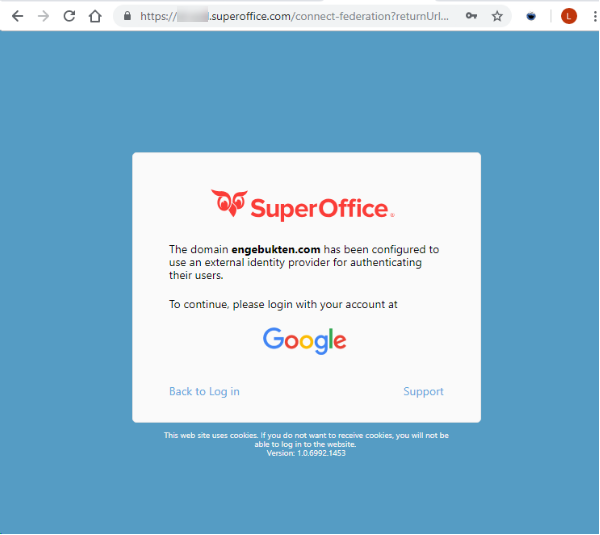 https:// l.superoffice.com/connect-federation?returnUrl...
L
SuperOffice®
The domain engebukten.com has been configured to
use an external identity provider for authenticating
their users.
To continue, please login with your account at
Google
Back to Log in
Support
This web site uses cookies. If you do not want to receive cookies, you will not be
able to log in to the website.
Version: 1.0.6992.1453